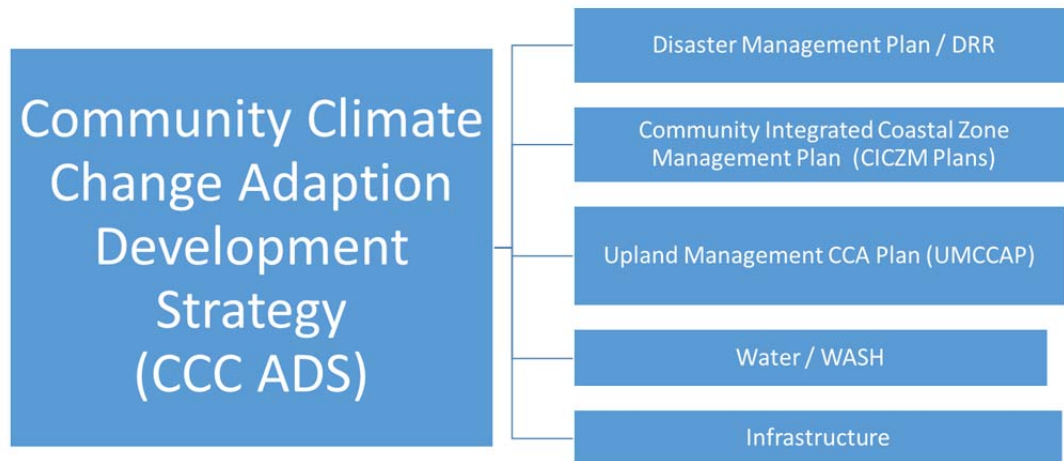 Community Climate
Change Adaption
Development
Strategy
(CCC ADS)
Disaster Management Plan / DRR
Community Integrated Coastal Zone
Management Plan (CICZM Plans)
Upland Management CCA Plan (UMCCAP)
Water / WASH
Infrastructure